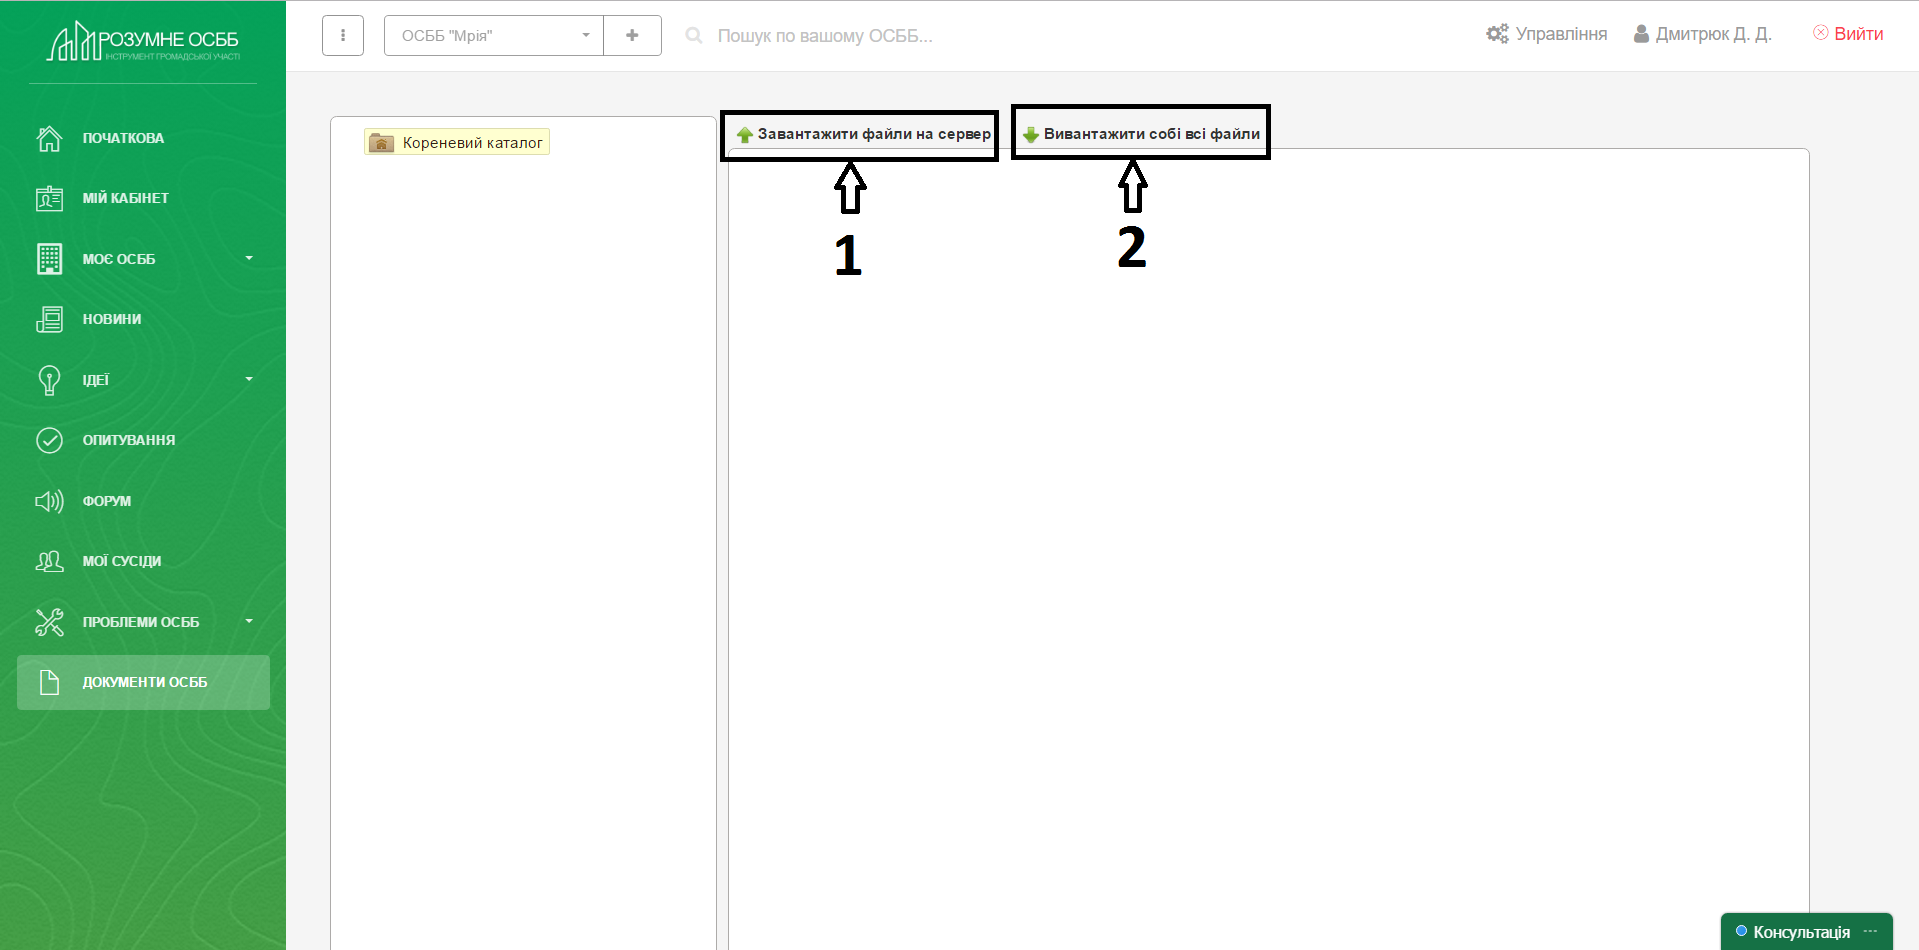 РОЗУМНЕ ОСББ
ІНСТРУМЕНТ ГРОМАДСЬКОЇ УЧАСТІ
ПОЧАТКОВА
МІЙ КАБІНЕТ
МОЄ ОСББ
НОВИНИ
ІДЕЇ
ОПИТУВАННЯ
ФОРУМ
МОЇ СУСІДИ
ПРОБЛЕМИ ОСББ
ДОКУМЕНТИ ОСББ
ОСББ "Мрія"
Пошук по вашому ОСББ...
Управління
Дмитрюк Д. Д.
Вийти
Кореневий каталог
Завантажити файли на сервер
Вивантажити собі всі файли
1
2
Консультація